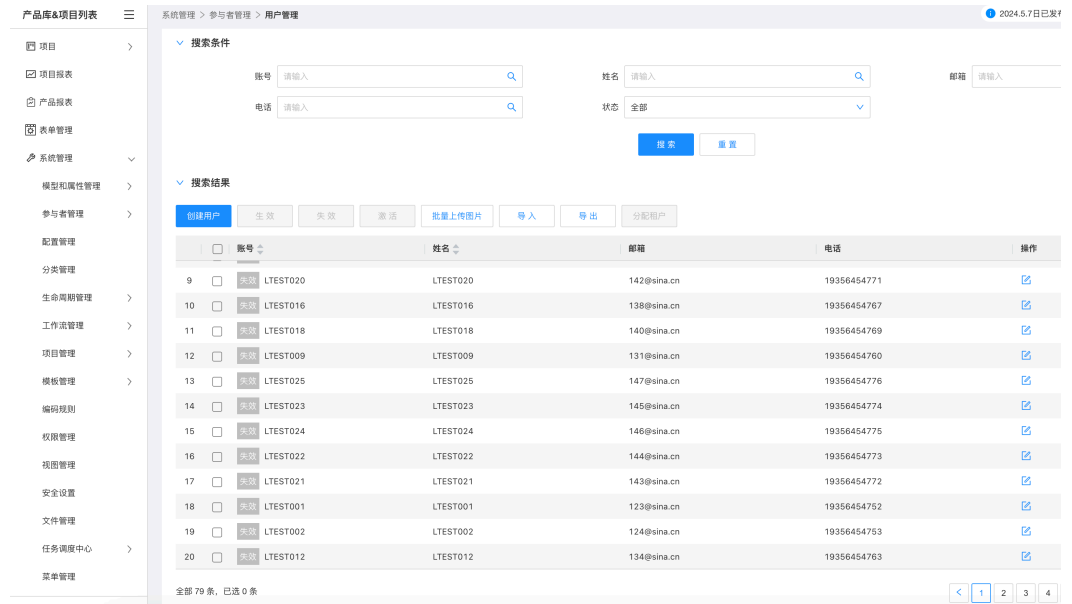 产品库&项目列表
项目
项目报表
产品报表
表单管理
系统管理
模型和属性管理
参与者管理
配置管理
分类管理
生命周期管理
工作流管理
项目管理
模板管理
编码规则
权限管理
视图管理
安全设置
文件管理
任务调度中心
菜单管理
系统管理 > 参与者管理 > 用户管理
2024.5.7日已发布
搜索条件
账号 请输入 姓名 请输入 邮箱 请输入
电话 请输入 状态 全部
搜 索 重 置
搜索结果
创建用户 生 效 失 效 激 活 批量上传图片 导 入 导 出 分配租户
账号 姓名 邮箱 电话 操作
9 失效 LTEST020 LTEST020 142@sina.cn 19356454771
10 失效 LTEST016 LTEST016 138@sina.cn 19356454767
11 失效 LTEST018 LTEST018 140@sina.cn 19356454769
12 失效 LTEST009 LTEST009 131@sina.cn 19356454760
13 失效 LTEST025 LTEST025 147@sina.cn 19356454776
14 失效 LTEST023 LTEST023 145@sina.cn 19356454774
15 失效 LTEST024 LTEST024 146@sina.cn 19356454775
16 失效 LTEST022 LTEST022 144@sina.cn 19356454773
17 失效 LTEST021 LTEST021 143@sina.cn 19356454772
18 失效 LTEST001 LTEST001 123@sina.cn 19356454752
19 失效 LTEST002 LTEST002 124@sina.cn 19356454753
20 失效 LTEST012 LTEST012 134@sina.cn 19356454763
全部 79 条，已选 0 条
< 1 2 3 4